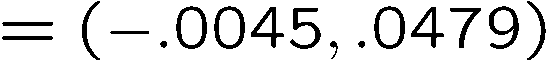 = (−.0045, .0479)